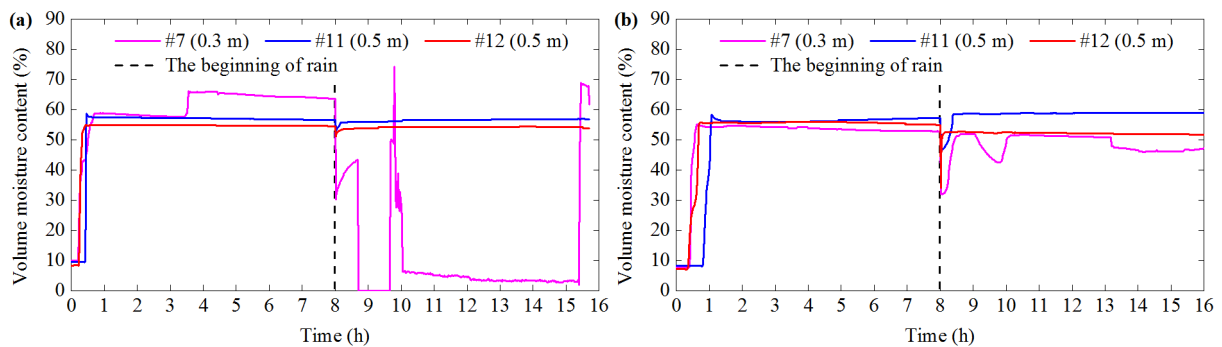 (a)
Volume moisture content (%)
90
80
70
60
50
40
30
20
10
0
#7 (0.3 m) #11 (0.5 m) #12 (0.5 m)
The beginning of rain
0 1 2 3 4 5 6 7 8 9 10 11 12 13 14 15 16
Time (h)
(b)
Volume moisture content (%)
90
80
70
60
50
40
30
20
10
0
#7 (0.3 m) #11 (0.5 m) #12 (0.5 m)
The beginning of rain
0 1 2 3 4 5 6 7 8 9 10 11 12 13 14 15 16
Time (h)